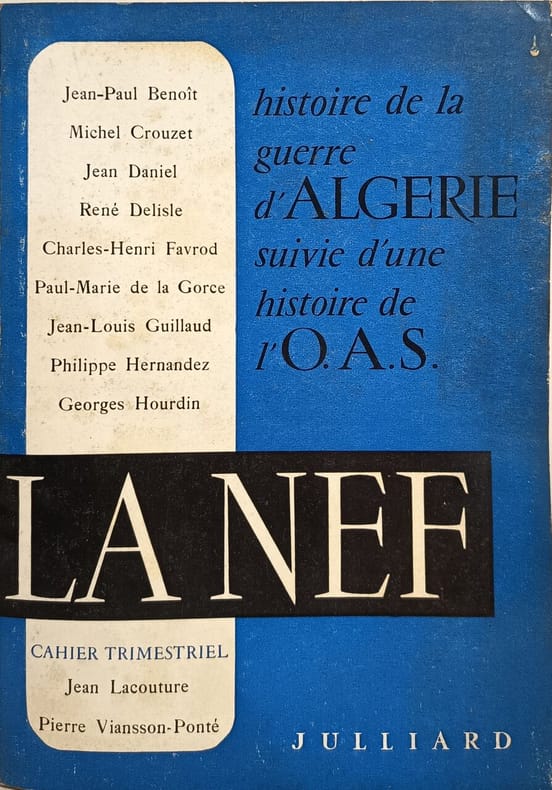 Jean-Paul Benoît
Michel Crouzet
Jean Daniel
René Delisle
Charles-Henri Favrod
Paul-Marie de la Gorce
Jean-Louis Guillaud
Philippe Hernandez
Georges Hourdin
histoire de la
guerre
d'ALGERIE
suivie d'une
histoire de
l'O.A.S.
LA NEF
CAHIER TRIMESTRIEL
Jean Lacouture
Pierre Viansson-Ponté
JULLIARD